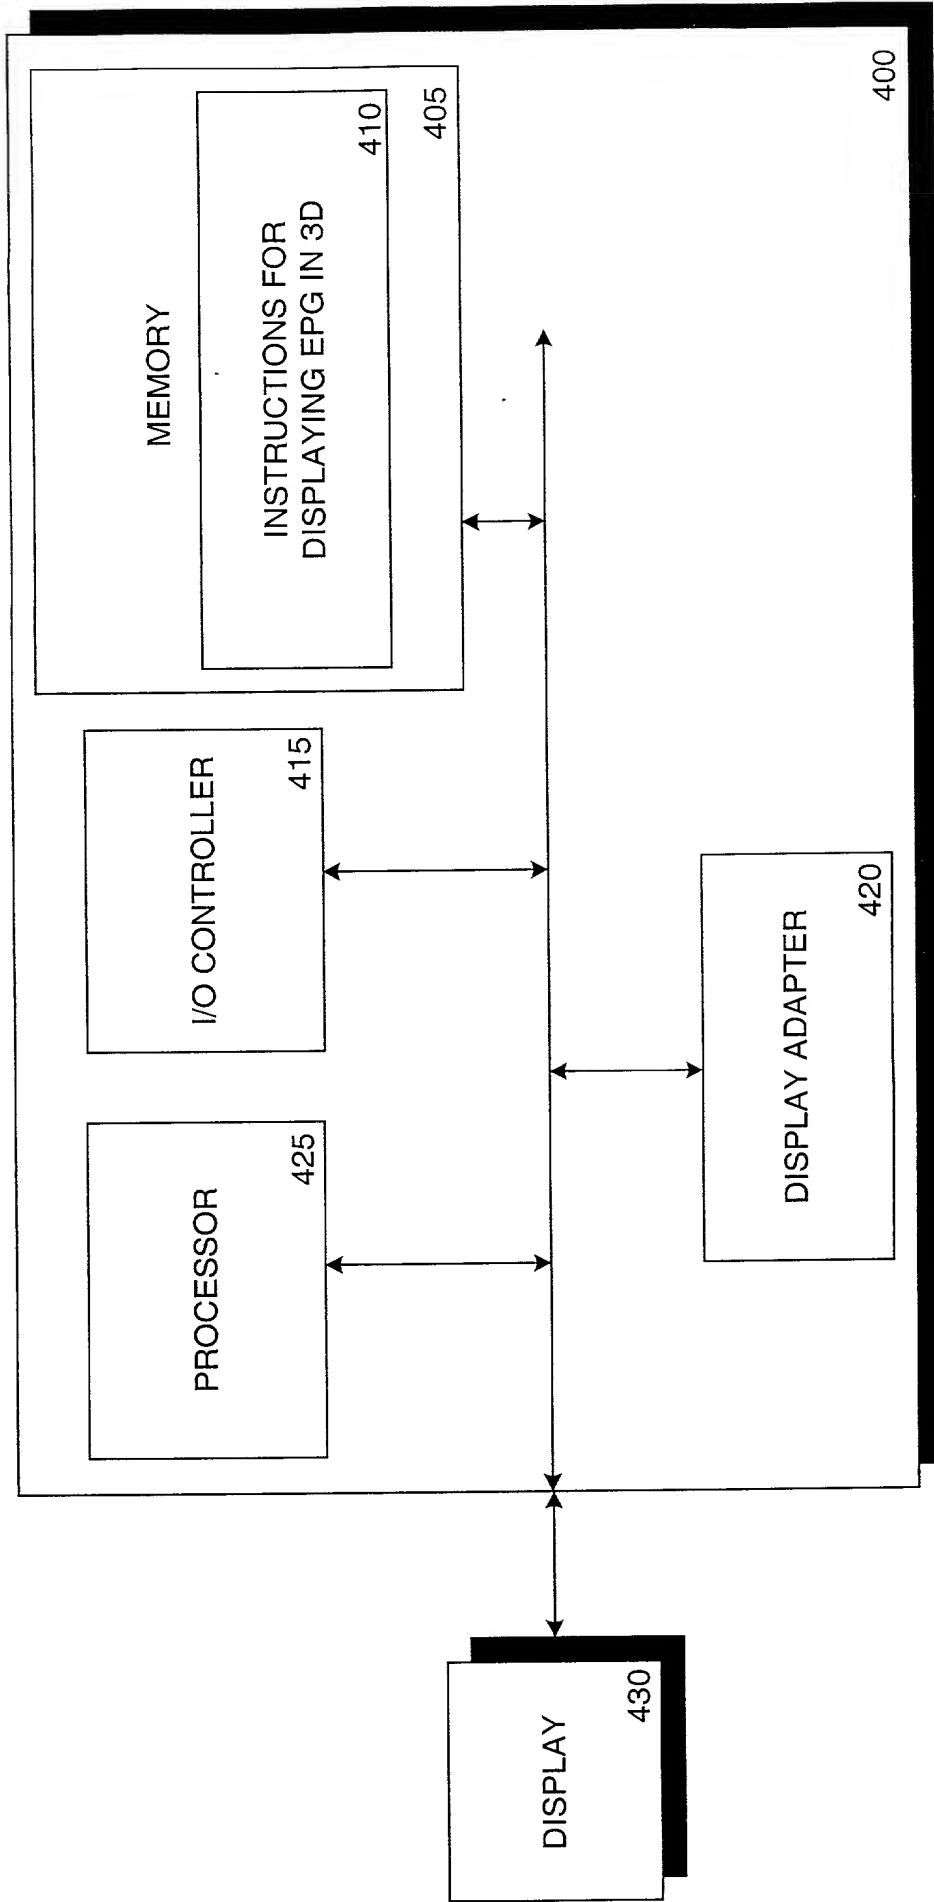 DISPLAY
430
PROCESSOR
425
I/O CONTROLLER
415
MEMORY
INSTRUCTIONS FOR
DISPLAYING EPG IN 3D
410
405
DISPLAY ADAPTER
420
400